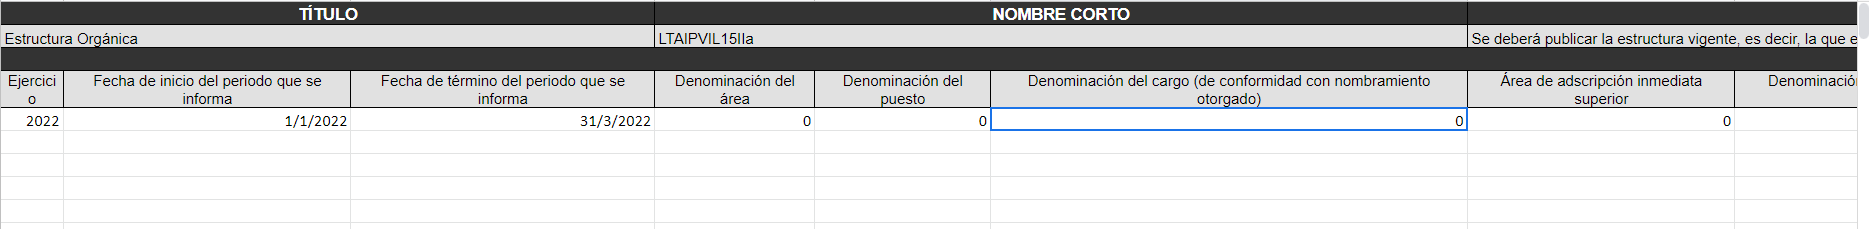 TÍTULO NOMBRE CORTO
Estructura Orgánica LTAIPVIL15IIa Se deberá publicar la estructura vigente, es decir, la que e
Ejercici Fecha de inicio del periodo que se Fecha de término del periodo que se Denominación del Denominación del Denominación del cargo (de conformidad con nombramiento Área de adscripción inmediata Denominació
o informa informa área puesto otorgado) superior
2022 1/1/2022 31/3/2022 0 0 0 0